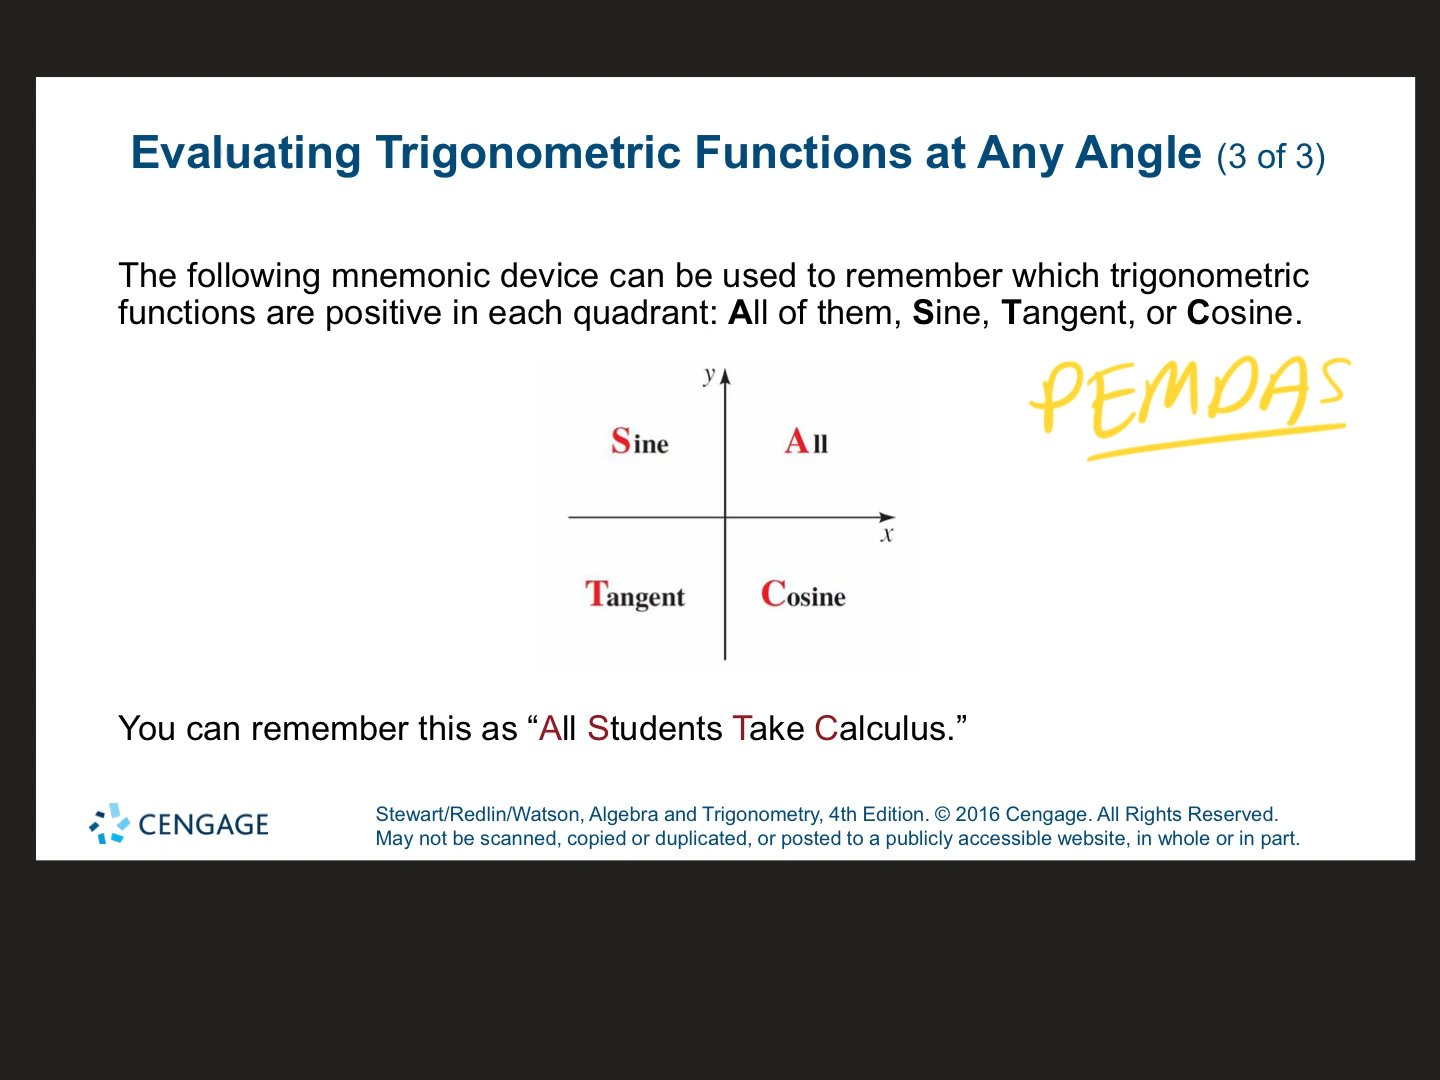 Evaluating Trigonometric Functions at Any Angle (3 of 3)
The following mnemonic device can be used to remember which trigonometric
functions are positive in each quadrant: All of them, Sine, Tangent, or Cosine.
PEMDAS
y
Sine
All
x
Tangent
Cosine
You can remember this as “All Students Take Calculus.”
CENGAGE
Stewart/Redlin/Watson, Algebra and Trigonometry, 4th Edition. © 2016 Cengage. All Rights Reserved.
May not be scanned, copied or duplicated, or posted to a publicly accessible website, in whole or in part.